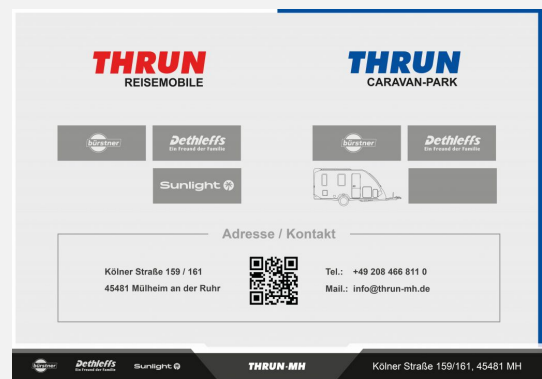 THRUN
REISEMOBILE
THRUN
CARAVAN-PARK
bürstner
Dethleffs
Ein Freund der Familie
bürstner
Dethleffs
Ein Freund der Familie
Sunlight
Adresse / Kontakt
Kölner Straße 159 / 161
45481 Mülheim an der Ruhr
Tel.: +49 208 466 811 0
Mail.: info@thrun-mh.de
bürstner
Dethleffs
Ein Freund der Familie
Sunlight
THRUN-MH
Kölner Straße 159/161, 45481 MH